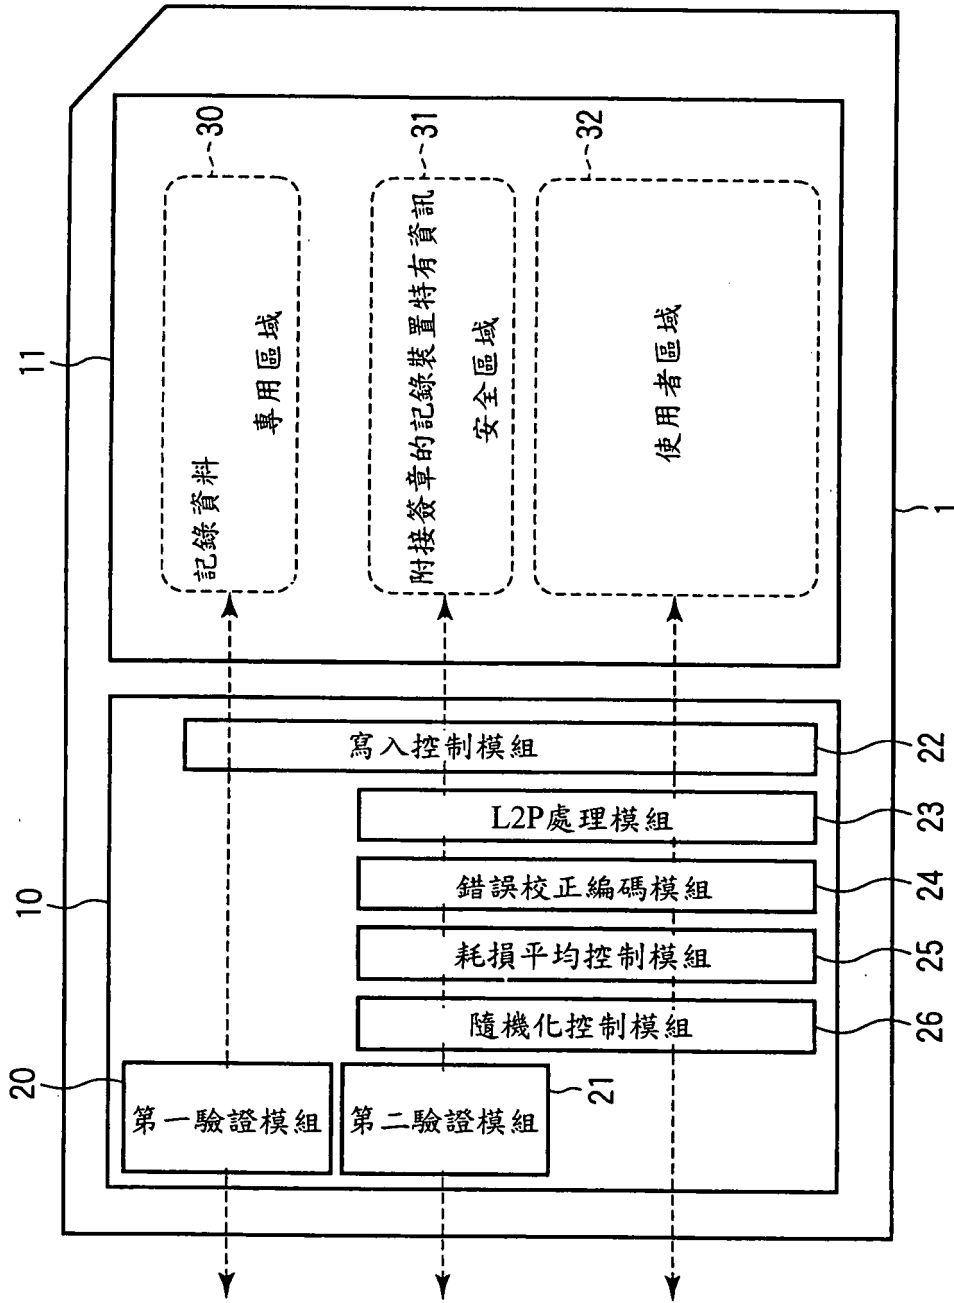 1
10
11
20
第一驗證模組
第二驗證模組
21
隨機化控制模組
26
耗損平均控制模組
25
錯誤校正編碼模組
24
L2P處理模組
23
寫入控制模組
22
記錄資料
專用區域
30
附接簽章的記錄裝置特有資訊
安全區域
31
使用者區域
32